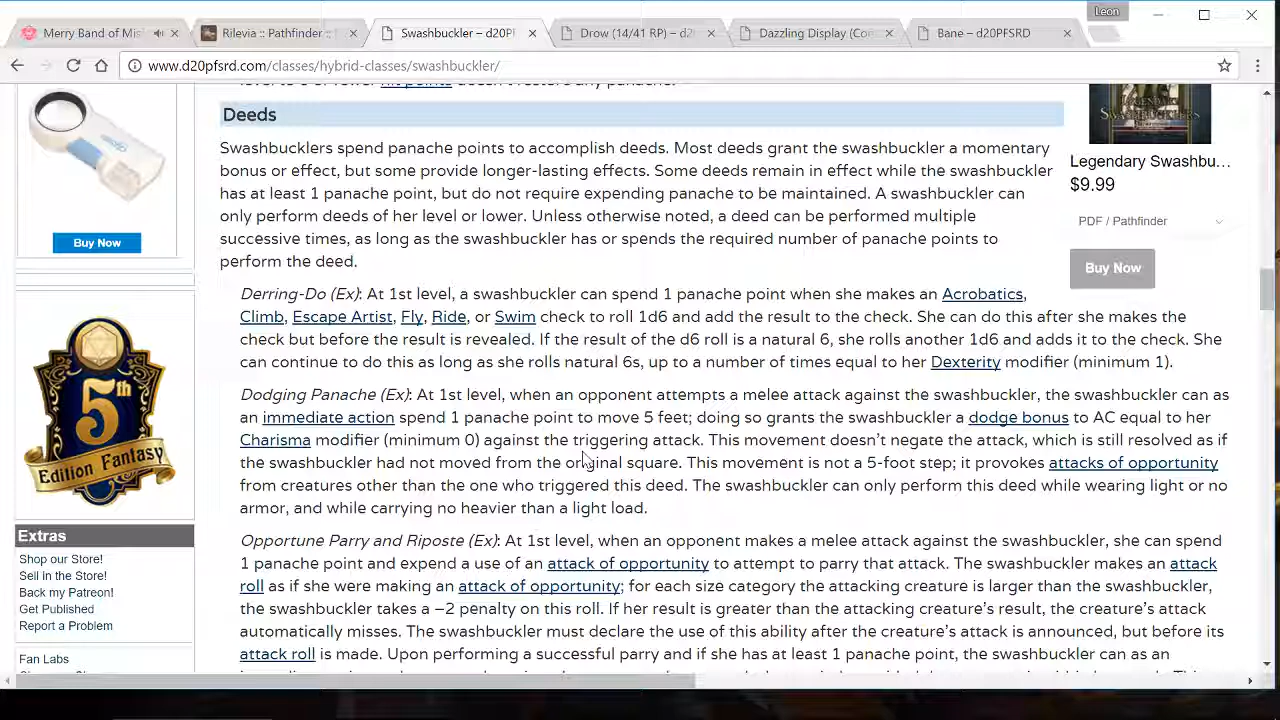 Leon
Merry Band of Mis
Rilevia :: Pathfinder ::
Swashbuckler – d20PF
Drow (14/41 RP) – d2
Dazzling Display (Co
Bane – d20PFSRD
www.d20pfsrd.com/classes/hybrid-classes/swashbuckler/
Deeds
Swashbucklers spend panache points to accomplish deeds. Most deeds grant the swashbuckler a momentary
bonus or effect, but some provide longer-lasting effects. Some deeds remain in effect while the swashbuckler
has at least 1 panache point, but do not require expending panache to be maintained. A swashbuckler can
only perform deeds of her level or lower. Unless otherwise noted, a deed can be performed multiple
successive times, as long as the swashbuckler has or spends the required number of panache points to
perform the deed.
Derring-Do (Ex): At 1st level, a swashbuckler can spend 1 panache point when she makes an Acrobatics,
Climb, Escape Artist, Fly, Ride, or Swim check to roll 1d6 and add the result to the check. She can do this after she makes the
check but before the result is revealed. If the result of the d6 roll is a natural 6, she rolls another 1d6 and adds it to the check. She
can continue to do this as long as she rolls natural 6s, up to a number of times equal to her Dexterity modifier (minimum 1).
Dodging Panache (Ex): At 1st level, when an opponent attempts a melee attack against the swashbuckler, the swashbuckler can as
an immediate action spend 1 panache point to move 5 feet; doing so grants the swashbuckler a dodge bonus to AC equal to her
Charisma modifier (minimum 0) against the triggering attack. This movement doesn't negate the attack, which is still resolved as if
the swashbuckler had not moved from the original square. This movement is not a 5-foot step; it provokes attacks of opportunity
from creatures other than the one who triggered this deed. The swashbuckler can only perform this deed while wearing light or no
armor, and while carrying no heavier than a light load.
Opportune Parry and Riposte (Ex): At 1st level, when an opponent makes a melee attack against the swashbuckler, she can spend
1 panache point and expend a use of an attack of opportunity to attempt to parry that attack. The swashbuckler makes an attack
roll as if she were making an attack of opportunity; for each size category the attacking creature is larger than the swashbuckler,
the swashbuckler takes a –2 penalty on this roll. If her result is greater than the attacking creature's result, the creature's attack
automatically misses. The swashbuckler must declare the use of this ability after the creature's attack is announced, but before its
attack roll is made. Upon performing a successful parry and if she has at least 1 panache point, the swashbuckler can as an
Buy Now
5th
Edition Fantasy
Extras
Shop our Store!
Sell in the Store!
Back my Patreon!
Get Published
Report a Problem
Fan Labs
Legendary Swashbu...
$9.99
PDF / Pathfinder
Buy Now